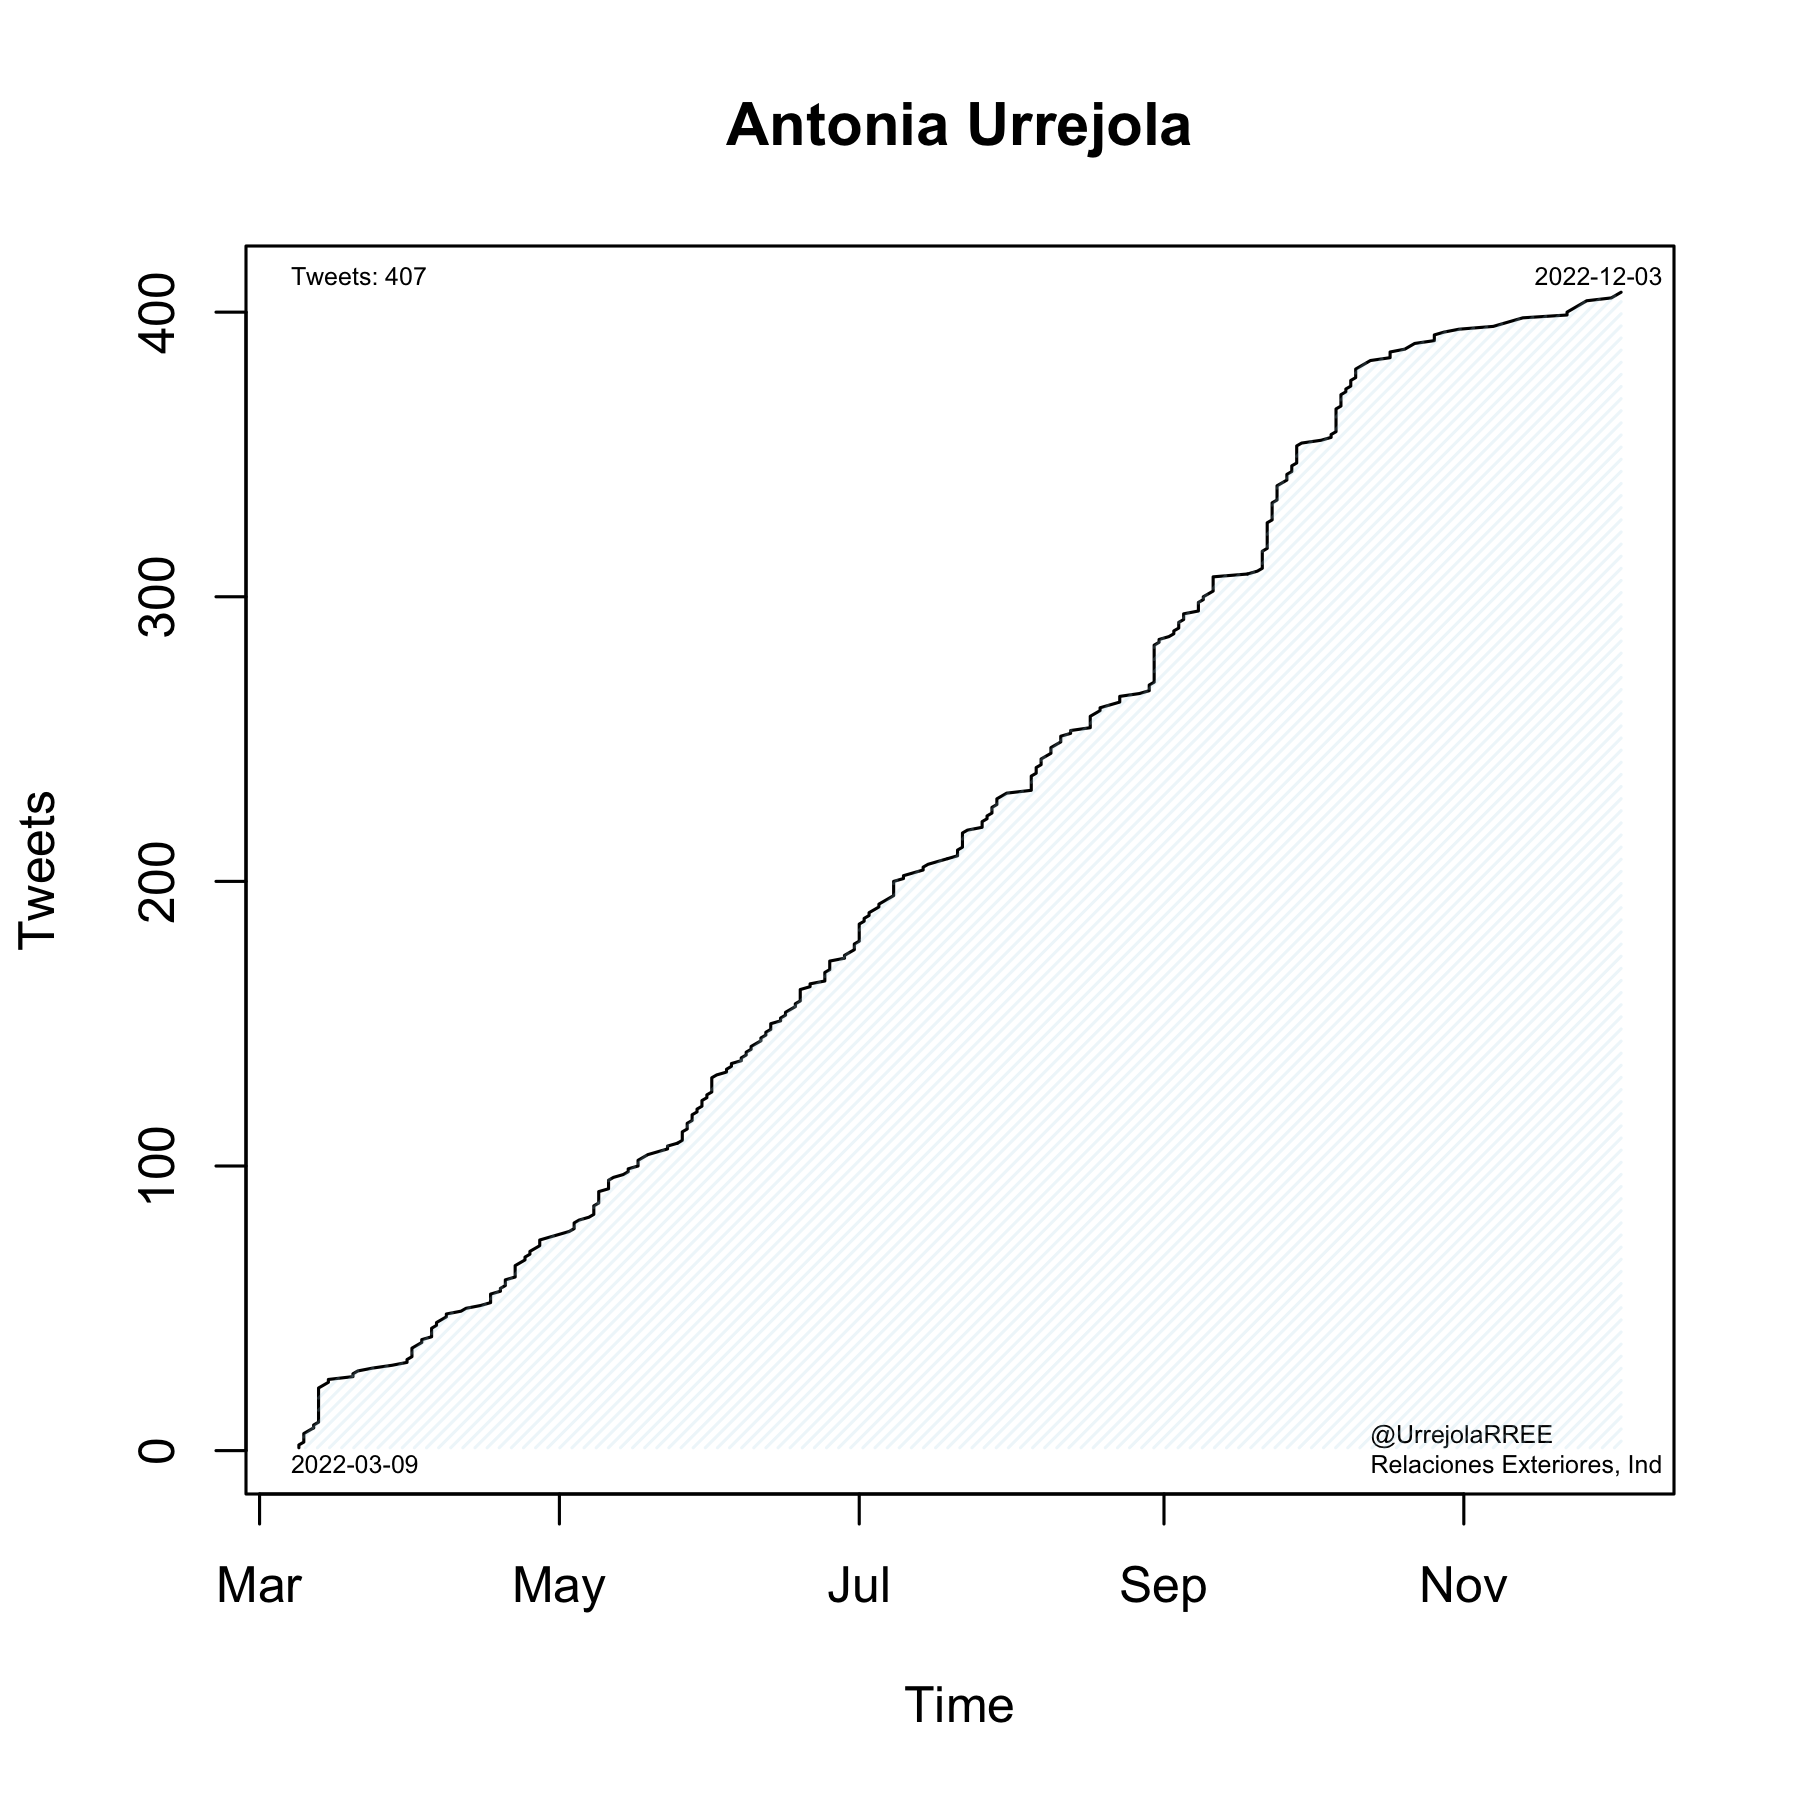 Antonia Urrejola
Tweets: 407
2022-12-03
400
300
200
100
0
Tweets
@UrrejolaRREE
2022-03-09
Relaciones Exteriores, Ind
Mar
May
Jul
Sep
Nov
Time